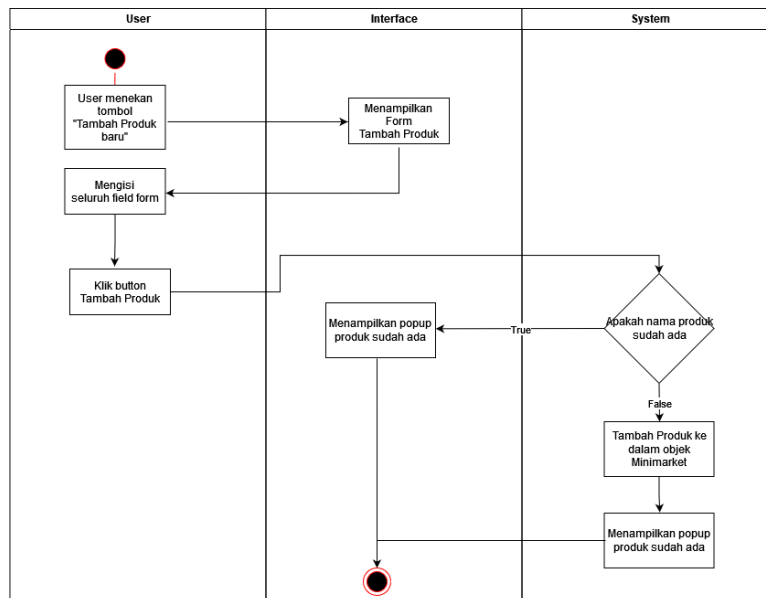 User
Interface
System
User menekan
tombol
"Tambah Produk
baru"
Menampilkan
Form
Tambah Produk
Mengisi
seluruh field form
Klik button
Tambah Produk
Apakah nama produk
sudah ada
True
Menampilkan popup
produk sudah ada
False
Tambah Produk ke
dalam objek
Minimarket
Menampilkan popup
produk sudah ada